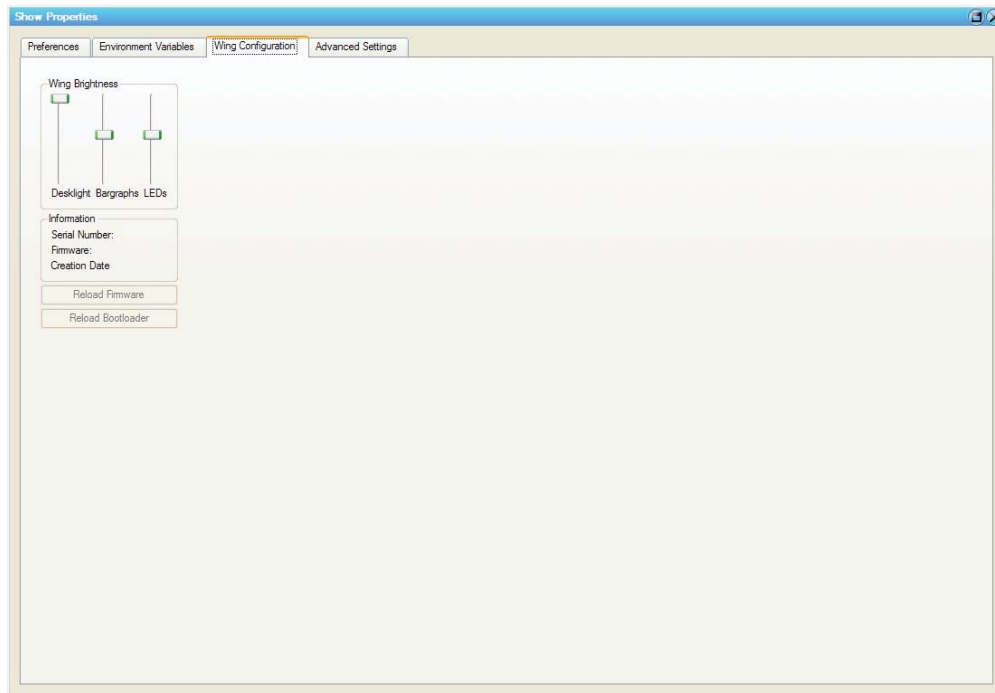 Show Properties
Preferences Environment Variables Wing Configuration Advanced Settings
Wing Brightness
Desklight Bargraphs LEDs
Information
Serial Number:
Firmware:
Creation Date
Reload Firmware
Reload Bootloader